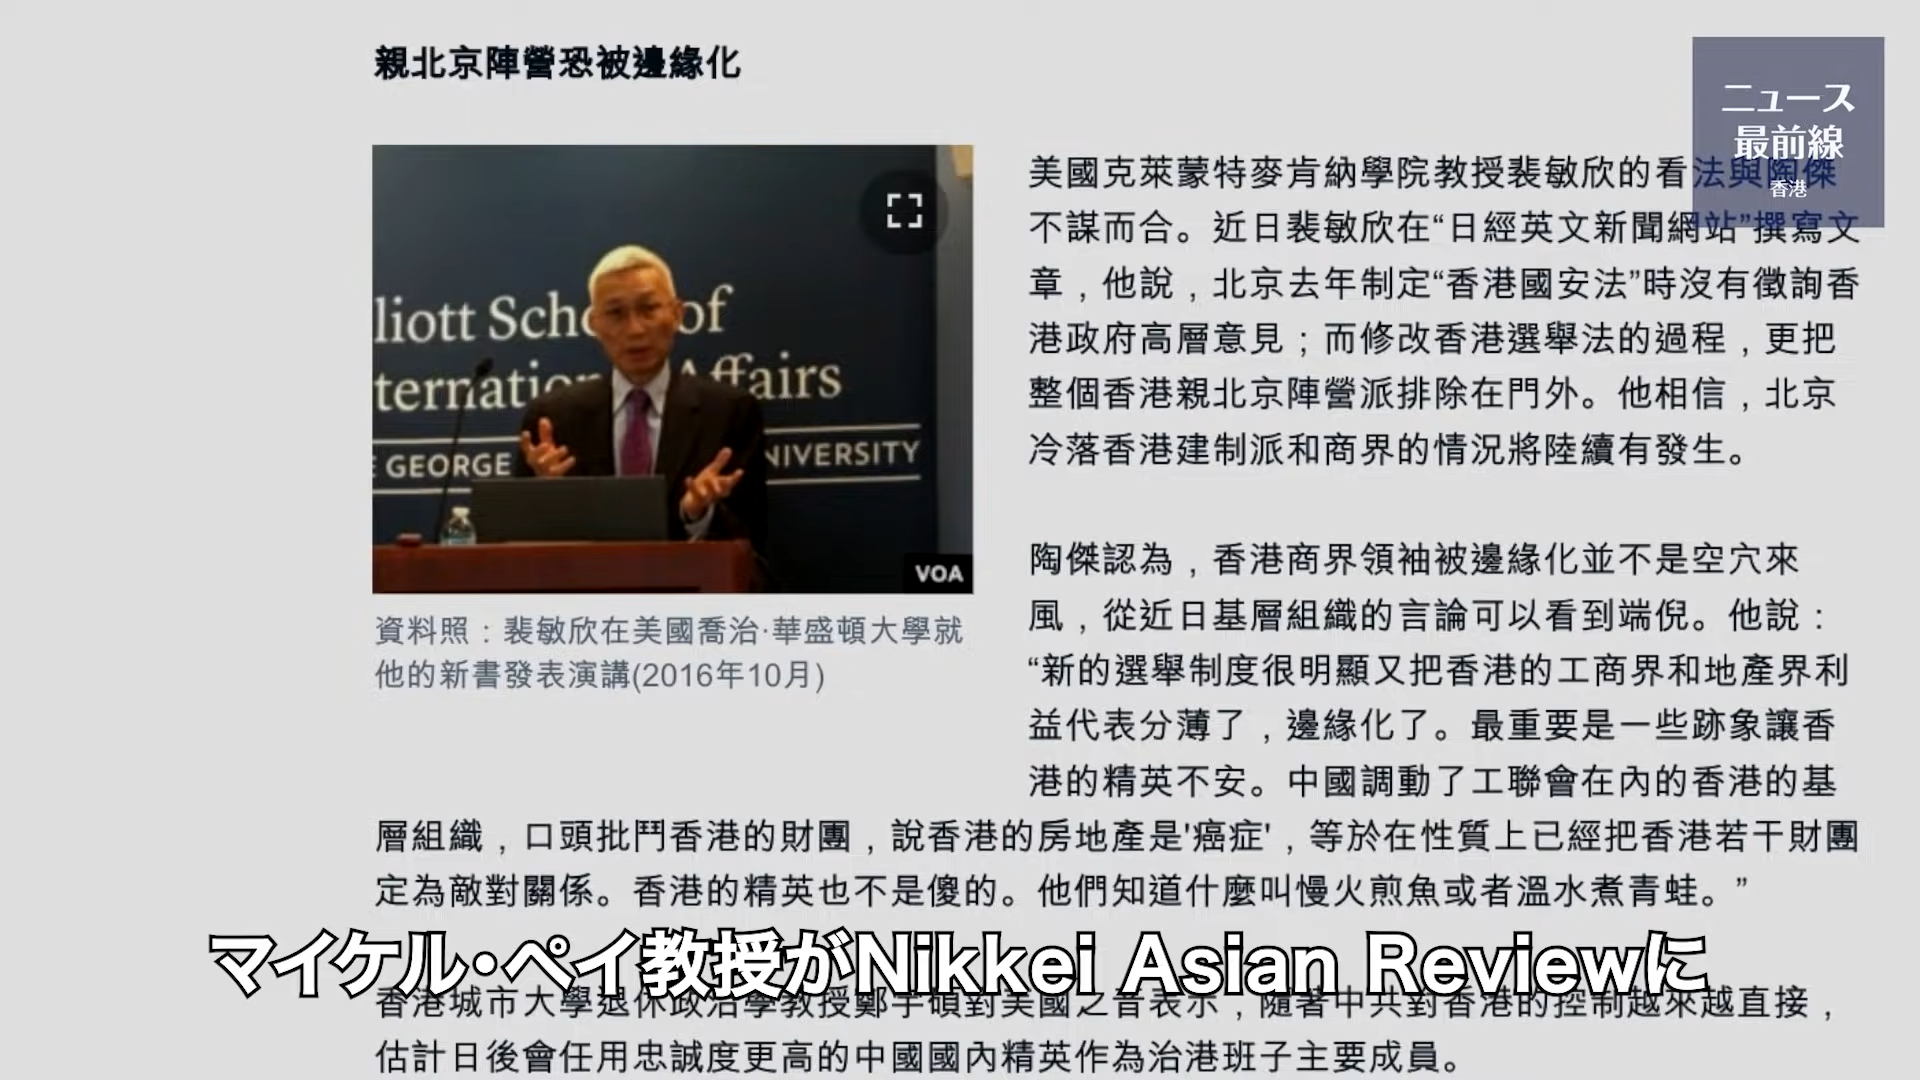 親北京陣營恐被邊緣化
ニュース
最前線
香港
liott School of
ternational Affairs
E GEORGE
NIVERSITY
VOA
資料照：裴敏欣在美國喬治·華盛頓大學就
他的新書發表演講(2016年10月)
美國克萊蒙特麥肯納學院教授裴敏欣的看法與陶傑
不謀而合。近日裴敏欣在“日經英文新聞網站”撰寫文
章，他說，北京去年制定“香港國安法”時沒有徵詢香
港政府高層意見；而修改香港選舉法的過程，更把
整個香港親北京陣營派排除在門外。他相信，北京
冷落香港建制派和商界的情況將陸續有發生。
陶傑認為，香港商界領袖被邊緣化並不是空穴來
風，從近日基層組織的言論可以看到端倪。他說：
“新的選舉制度很明顯又把香港的工商界和地產界利
益代表分薄了，邊緣化了。最重要是一些跡象讓香
港的精英不安。中國調動了工聯會在內的香港的基
層組織，口頭批鬥香港的財團，說香港的房地產是'癌症'，等於在性質上已經把香港若干財團
定為敵對關係。香港的精英也不是傻的。他們知道什麼叫慢火煎魚或者溫水煮青蛙。”
マイケル・ペイ教授がNikkei Asian Reviewに
香港城市大學退休政治學教授鄭宇碩對美國之音表示，隨著中共對香港的控制越來越直接，
估計日後會任用忠誠度更高的中國國內精英作為治港班子主要成員。